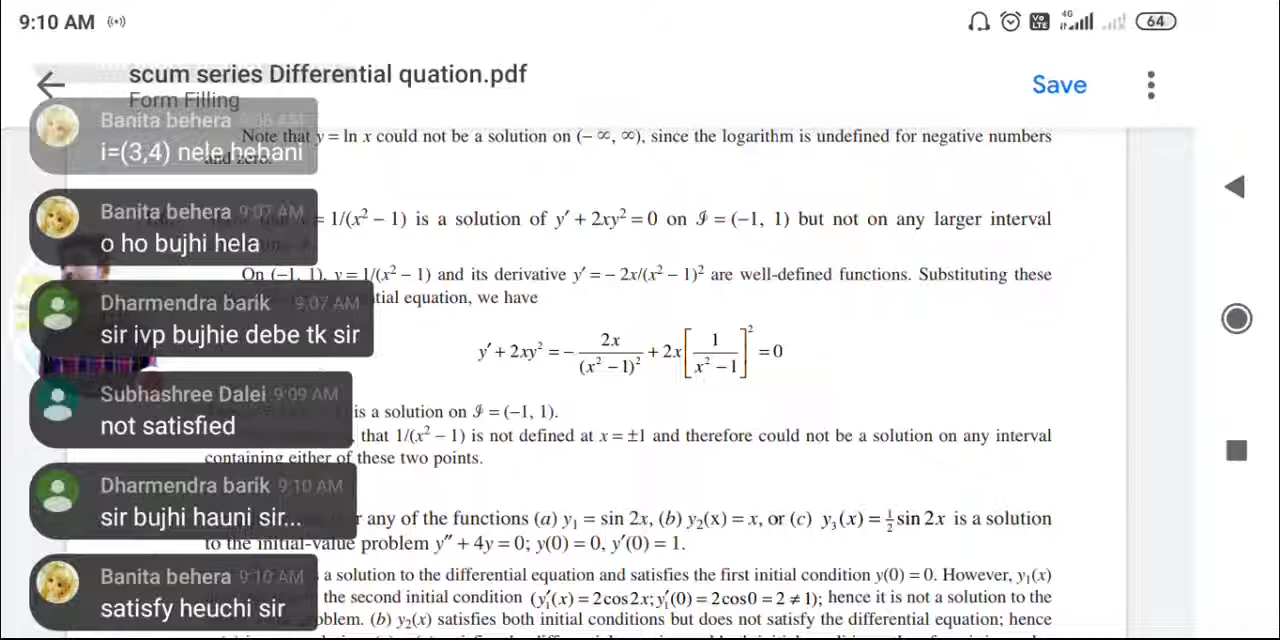 9:10 AM
4G
Vo LTE
64
scum series Differential quation.pdf
Form Filling
Save
Banita behera
i=(3,4) nele hebani
Note that y = ln x could not be a solution on (− ∞, ∞), since the logarithm is undefined for negative numbers
and zero.
Banita behera 9:07 AM
o ho bujhi hela
= 1/(x² − 1) is a solution of y′ + 2xy² = 0 on 𝓘 = (−1, 1) but not on any larger interval
On (−1, 1), y = 1/(x² − 1) and its derivative y′ = − 2x/(x² − 1)² are well-defined functions. Substituting these
tial equation, we have
Dharmendra barik 9:07 AM
sir ivp bujhie debe tk sir
y′ + 2xy² = − 2x/(x² − 1)² + 2x[1/(x² − 1)]² = 0
Subhashree Dalei 9:09 AM
not satisfied
is a solution on 𝓘 = (−1, 1).
, that 1/(x² − 1) is not defined at x = ±1 and therefore could not be a solution on any interval
containing either of these two points.
Dharmendra barik 9:10 AM
sir bujhi hauni sir...
r any of the functions (a) y₁ = sin 2x, (b) y₂(x) = x, or (c) y₃(x) = ½ sin 2x is a solution
to the initial-value problem y″ + 4y = 0; y(0) = 0, y′(0) = 1.
Banita behera 9:10 AM
satisfy heuchi sir
a solution to the differential equation and satisfies the first initial condition y(0) = 0. However, y₁(x)
the second initial condition (y₁′(x) = 2cos2x; y₁′(0) = 2cos0 = 2 ≠ 1); hence it is not a solution to the
blem. (b) y₂(x) satisfies both initial conditions but does not satisfy the differential equation; hence